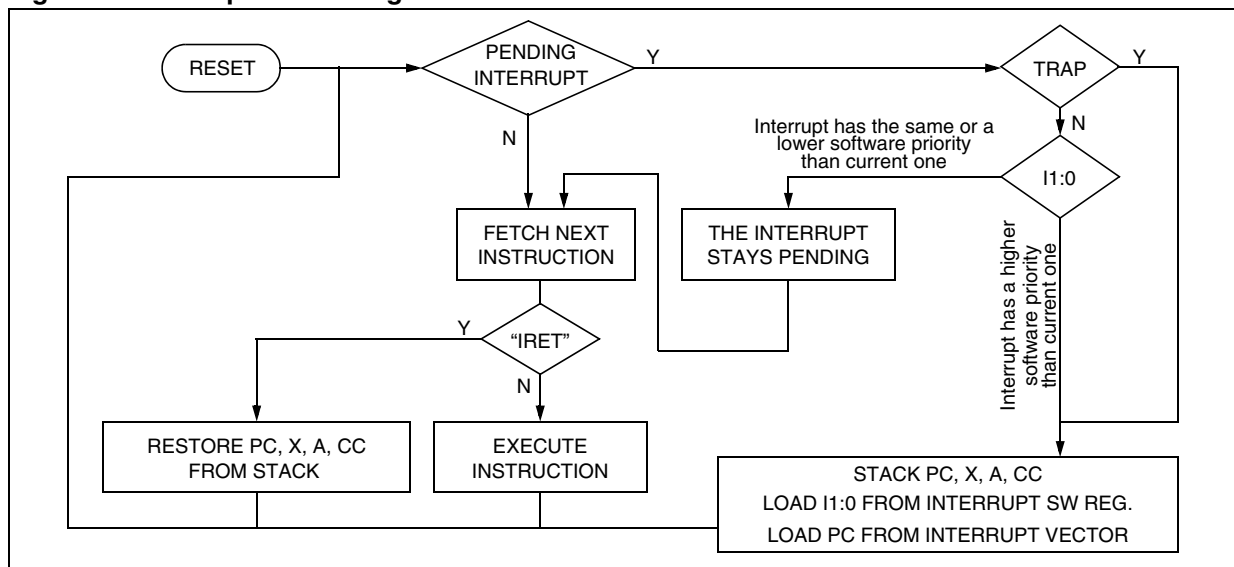 RESET
PENDING
INTERRUPT
Y
TRAP
Y
N
N
Interrupt has the same or a
lower software priority
than current one
I1:0
FETCH NEXT
INSTRUCTION
THE INTERRUPT
STAYS PENDING
Interrupt has a higher
software priority
than current one
Y
“IRET”
N
RESTORE PC, X, A, CC
FROM STACK
EXECUTE
INSTRUCTION
STACK PC, X, A, CC
LOAD I1:0 FROM INTERRUPT SW REG.
LOAD PC FROM INTERRUPT VECTOR